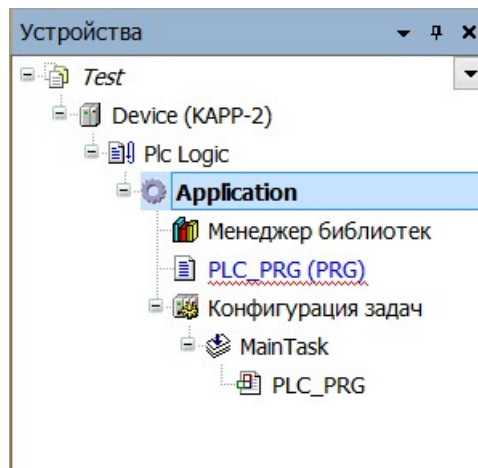 Устройства
Test
Device (KAPP-2)
Plc Logic
Application
Менеджер библиотек
PLC_PRG (PRG)
Конфигурация задач
MainTask
PLC_PRG